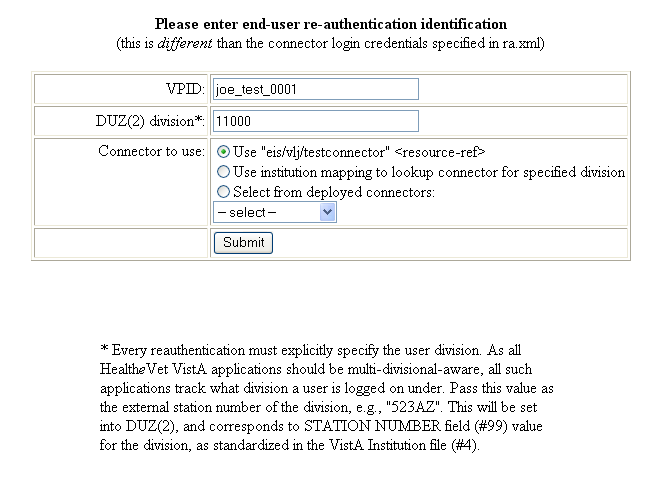 Please enter end-user re-authentication identification
(this is different than the connector login credentials specified in ra.xml)
VPID: joe_test_0001
DUZ(2) division*: 11000
Connector to use: Use "eis/vlj/testconnector" <resource-ref>
Use institution mapping to lookup connector for specified division
Select from deployed connectors:
-- select --
Submit
* Every reauthentication must explicitly specify the user division. As all
HealtheVet VistA applications should be multi-divisional-aware, all such
applications track what division a user is logged on under. Pass this value as
the external station number of the division, e.g., "523AZ". This will be set
into DUZ(2), and corresponds to STATION NUMBER field (#99) value
for the division, as standardized in the VistA Institution file (#4).